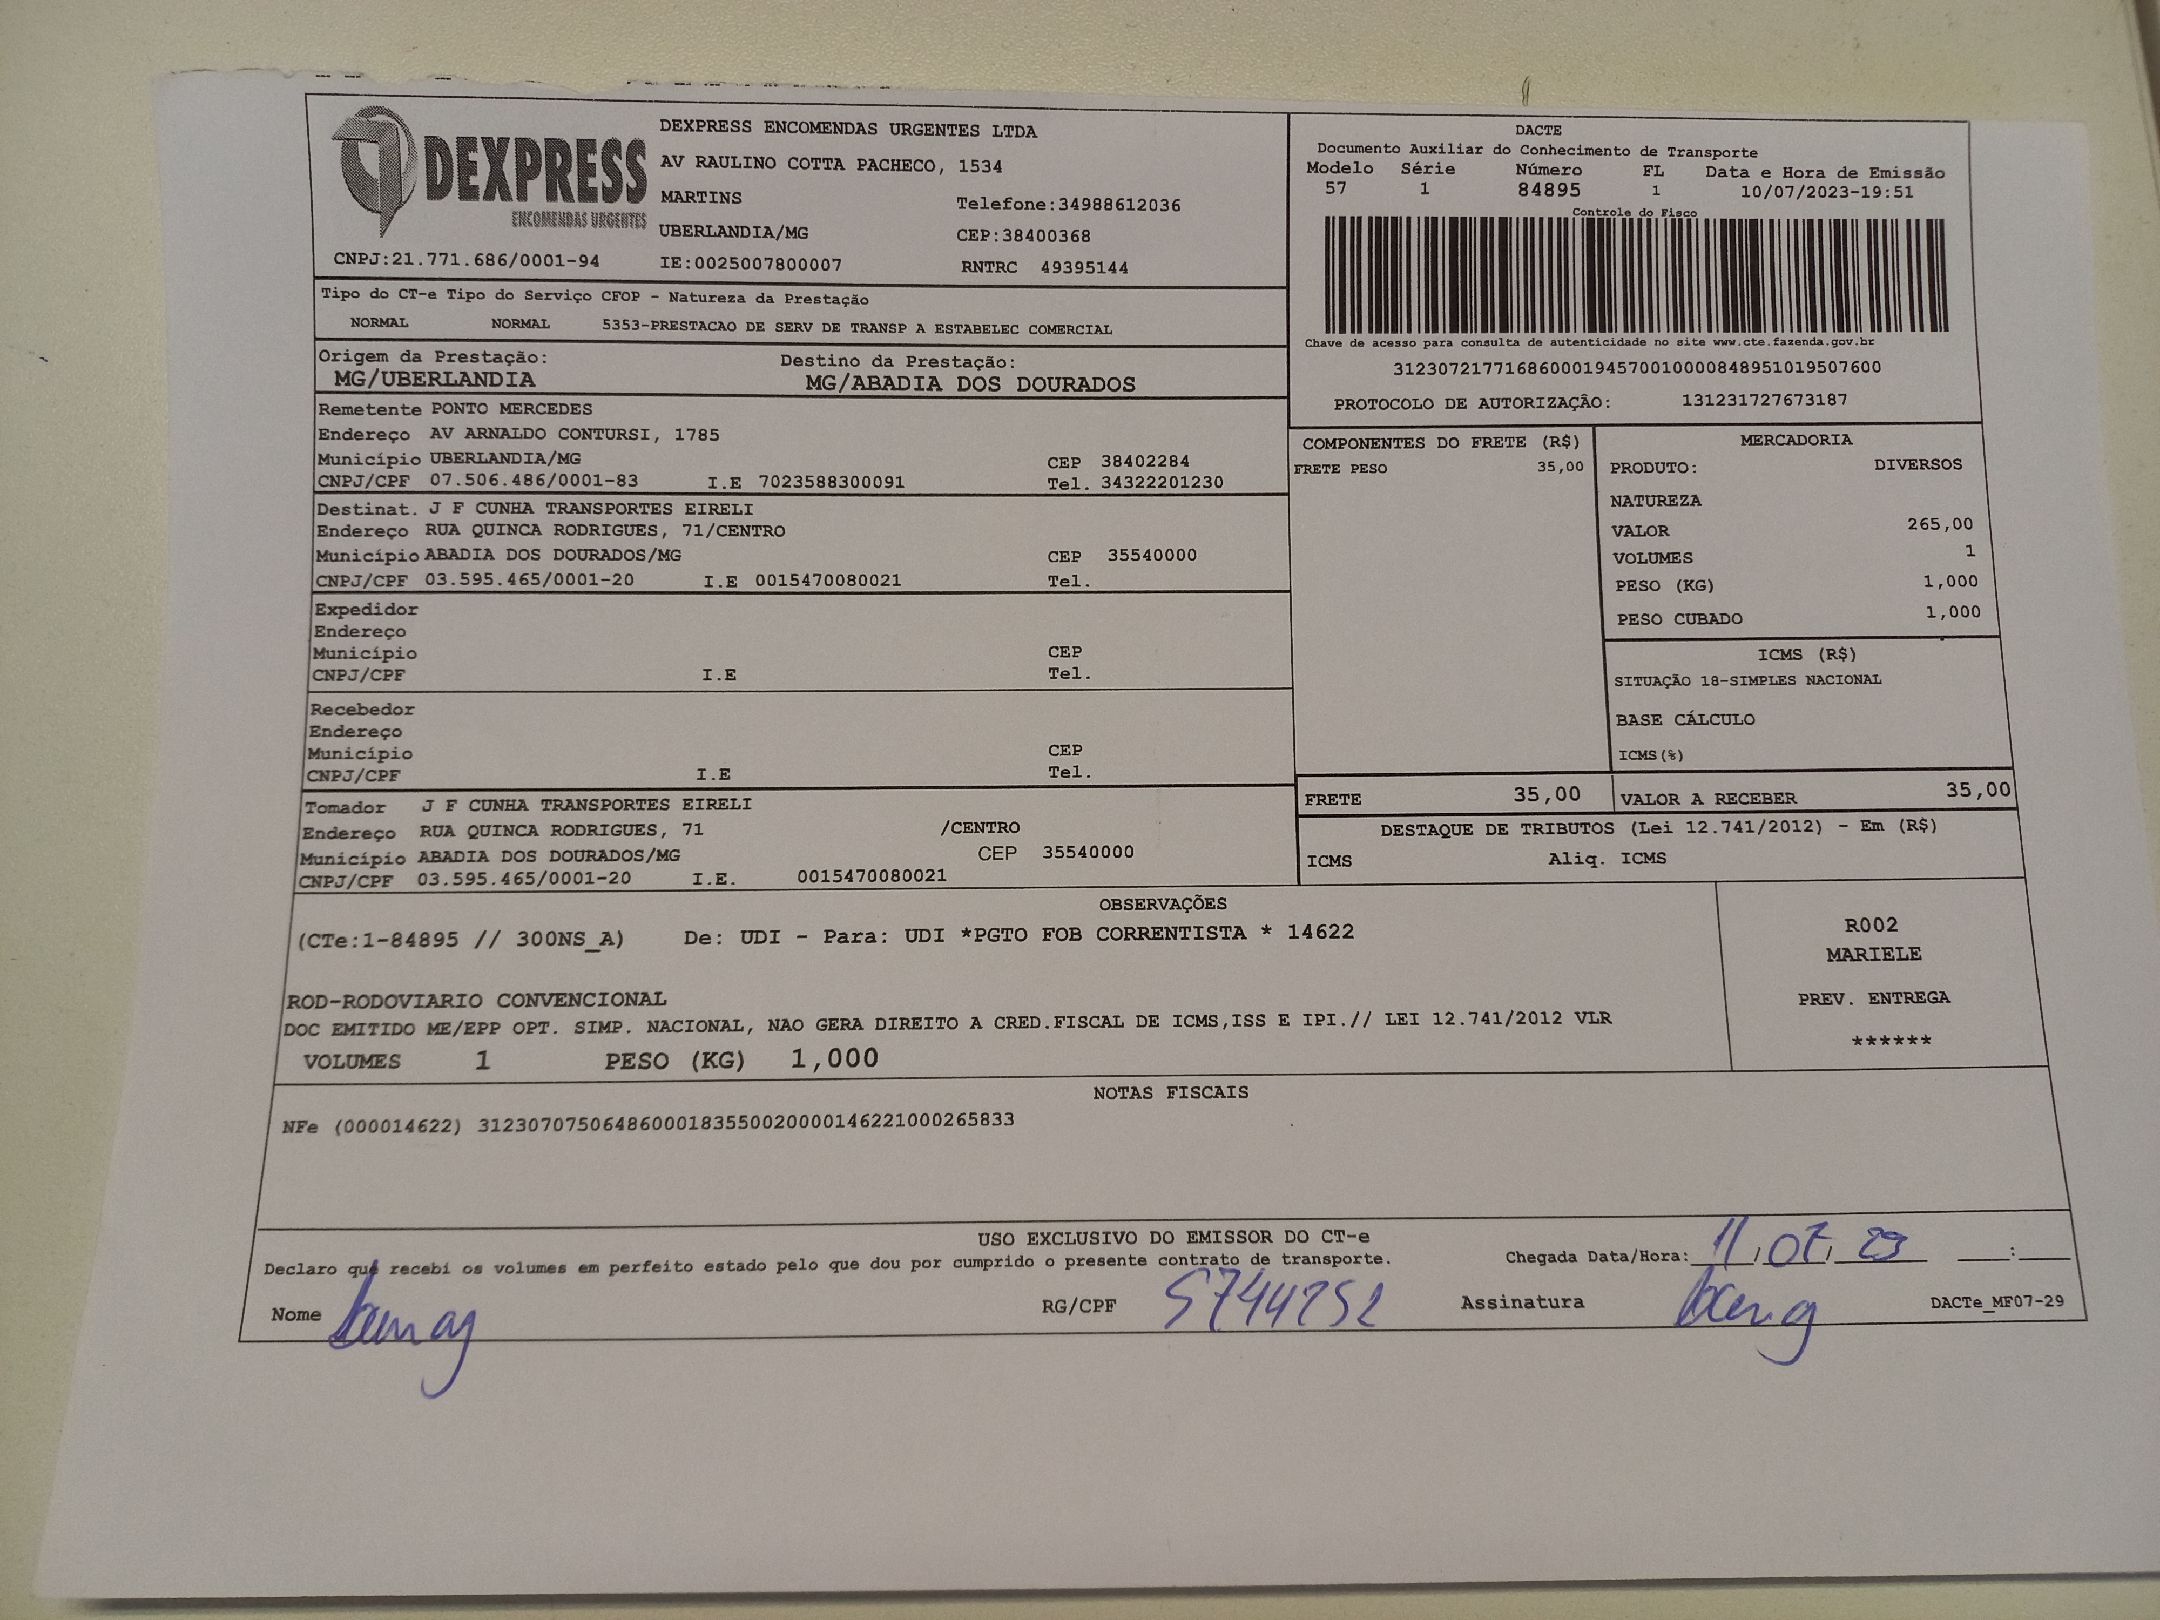 DEXPRESS
ENCOMENDAS URGENTES
CNPJ:21.771.686/0001-94
DEXPRESS ENCOMENDAS URGENTES LTDA
AV RAULINO COTTA PACHECO, 1534
MARTINS Telefone:34988612036
UBERLANDIA/MG CEP:38400368
IE:0025007800007 RNTRC 49395144
DACTE
Documento Auxiliar do Conhecimento de Transporte
Modelo Série Número FL Data e Hora de Emissão
57 1 84895 1 10/07/2023-19:51
Controle do Fisco
Chave de acesso para consulta de autenticidade no site www.cte.fazenda.gov.br
31230721771686000194570010000848951019507600
PROTOCOLO DE AUTORIZAÇÃO: 131231727673187
Tipo do CT-e Tipo do Serviço CFOP - Natureza da Prestação
NORMAL NORMAL 5353-PRESTACAO DE SERV DE TRANSP A ESTABELEC COMERCIAL
Origem da Prestação: Destino da Prestação:
MG/UBERLANDIA MG/ABADIA DOS DOURADOS
Remetente PONTO MERCEDES
Endereço AV ARNALDO CONTURSI, 1785
Município UBERLANDIA/MG CEP 38402284
CNPJ/CPF 07.506.486/0001-83 I.E 7023588300091 Tel. 34322201230
Destinat. J F CUNHA TRANSPORTES EIRELI
Endereço RUA QUINCA RODRIGUES, 71/CENTRO
Município ABADIA DOS DOURADOS/MG CEP 35540000
CNPJ/CPF 03.595.465/0001-20 I.E 0015470080021 Tel.
Expedidor
Endereço
Município CEP
CNPJ/CPF I.E Tel.
Recebedor
Endereço
Município CEP
CNPJ/CPF I.E Tel.
Tomador J F CUNHA TRANSPORTES EIRELI
Endereço RUA QUINCA RODRIGUES, 71 /CENTRO
Município ABADIA DOS DOURADOS/MG CEP 35540000
CNPJ/CPF 03.595.465/0001-20 I.E. 0015470080021
COMPONENTES DO FRETE (R$)
FRETE PESO 35,00
MERCADORIA
PRODUTO: DIVERSOS
NATUREZA
VALOR 265,00
VOLUMES 1
PESO (KG) 1,000
PESO CUBADO 1,000
ICMS (R$)
SITUAÇÃO 18-SIMPLES NACIONAL
BASE CÁLCULO
ICMS(%)
FRETE 35,00 VALOR A RECEBER 35,00
DESTAQUE DE TRIBUTOS (Lei 12.741/2012) - Em (R$)
ICMS Aliq. ICMS
OBSERVAÇÕES
(CTe:1-84895 // 300NS_A) De: UDI - Para: UDI *PGTO FOB CORRENTISTA * 14622
ROD-RODOVIARIO CONVENCIONAL
DOC EMITIDO ME/EPP OPT. SIMP. NACIONAL, NAO GERA DIREITO A CRED.FISCAL DE ICMS,ISS E IPI.// LEI 12.741/2012 VLR
VOLUMES 1 PESO (KG) 1,000
R002
MARIELE
PREV. ENTREGA
******
NOTAS FISCAIS
NFe (000014622) 31230707506486000183550020000146221000265833
USO EXCLUSIVO DO EMISSOR DO CT-e
Declaro que recebi os volumes em perfeito estado pelo que dou por cumprido o presente contrato de transporte. Chegada Data/Hora: 11/07/23 :
Nome RG/CPF 5744252 Assinatura DACTe_MF07-29